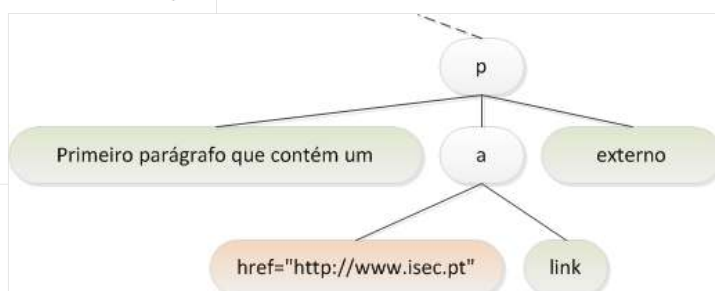 p
Primeiro parágrafo que contém um
a
externo
href="http://www.isec.pt"
link